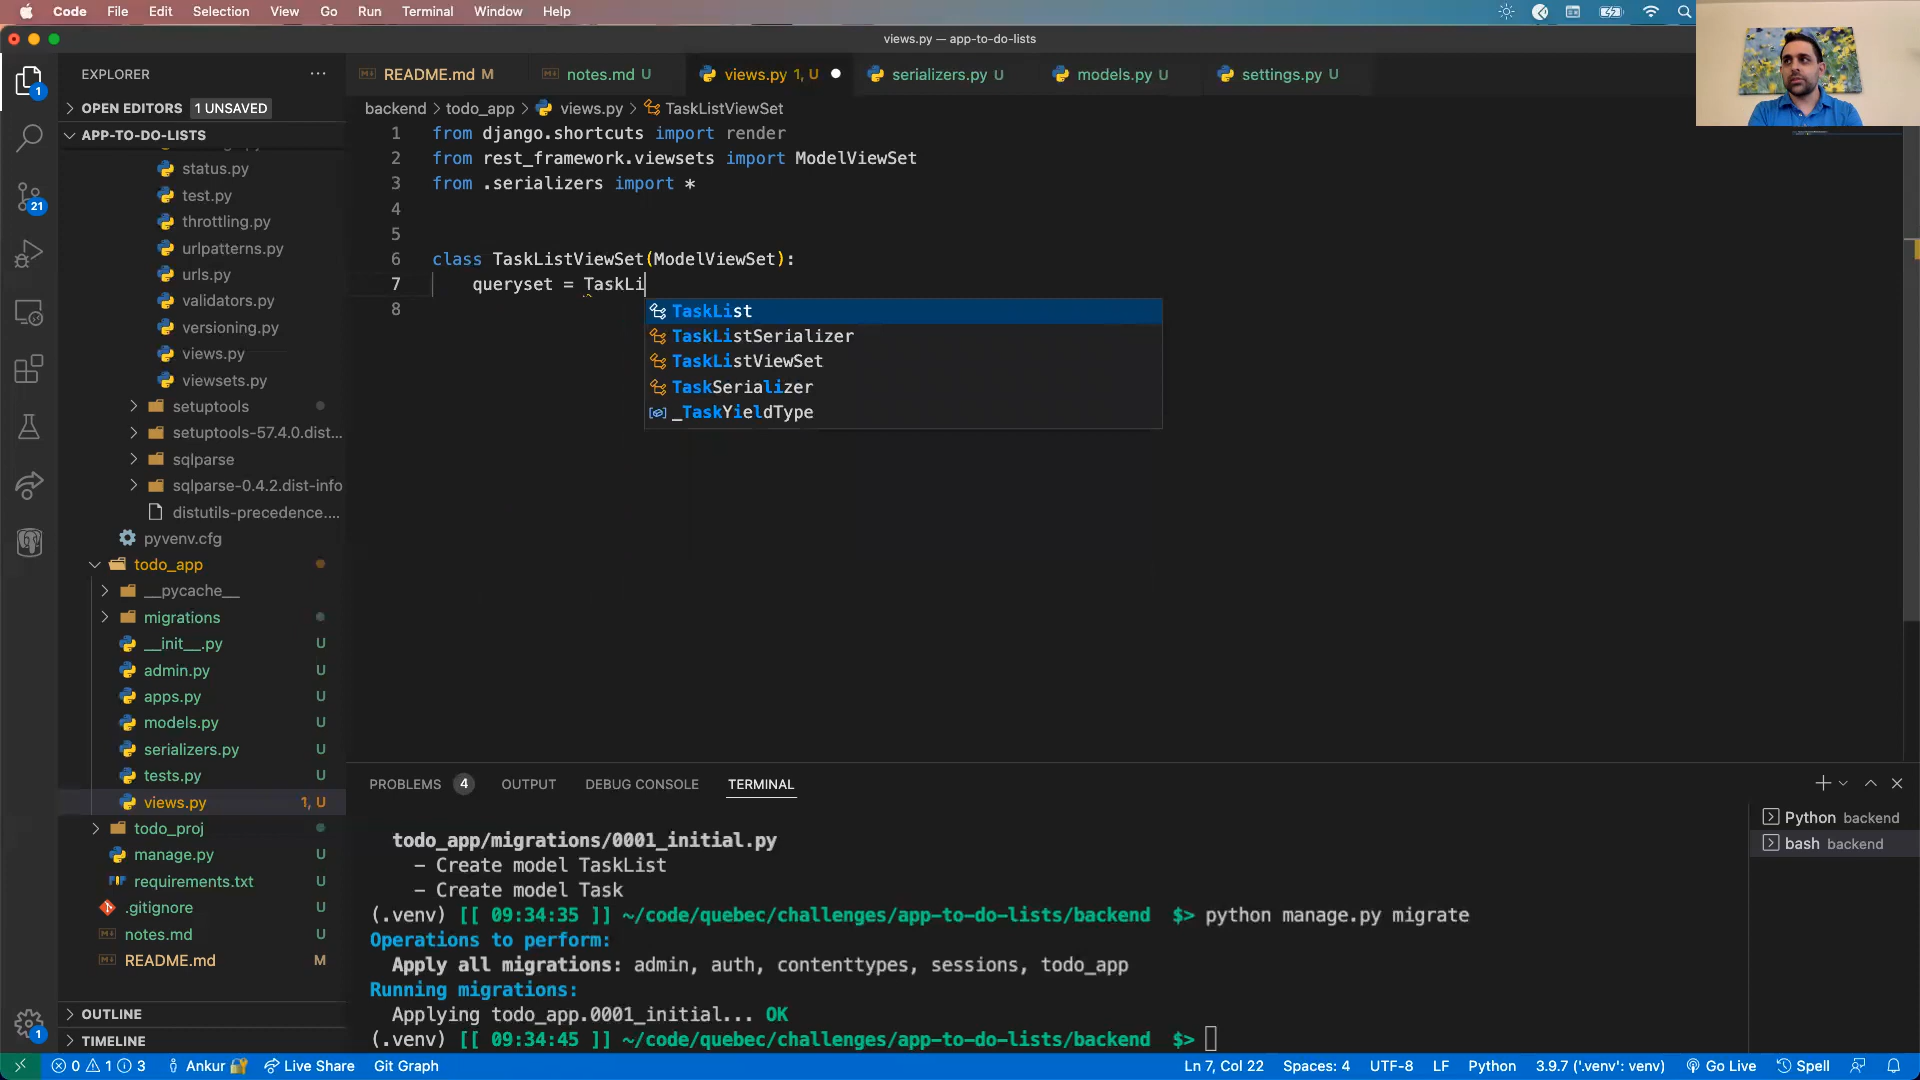 Code File Edit Selection View Go Run Terminal Window Help
views.py — app-to-do-lists
EXPLORER
OPEN EDITORS 1 UNSAVED
APP-TO-DO-LISTS
status.py
test.py
throttling.py
urlpatterns.py
urls.py
validators.py
versioning.py
views.py
viewsets.py
setuptools
setuptools-57.4.0.dist...
sqlparse
sqlparse-0.4.2.dist-info
distutils-precedence....
pyvenv.cfg
todo_app
__pycache__
migrations
__init__.py U
admin.py U
apps.py U
models.py U
serializers.py U
tests.py U
views.py 1, U
todo_proj
manage.py U
requirements.txt U
.gitignore U
notes.md U
README.md M
OUTLINE
TIMELINE
1
21
1
README.md M notes.md U views.py 1, U serializers.py U models.py U settings.py U
backend > todo_app > views.py > TaskListViewSet
1 from django.shortcuts import render
2 from rest_framework.viewsets import ModelViewSet
3 from .serializers import *
4
5
6 class TaskListViewSet(ModelViewSet):
7 queryset = TaskLi
8
TaskList
TaskListSerializer
TaskListViewSet
TaskSerializer
_TaskYieldType
PROBLEMS 4 OUTPUT DEBUG CONSOLE TERMINAL
todo_app/migrations/0001_initial.py
– Create model TaskList
– Create model Task
(.venv) [[ 09:34:35 ]] ~/code/quebec/challenges/app-to-do-lists/backend $> python manage.py migrate
Operations to perform:
Apply all migrations: admin, auth, contenttypes, sessions, todo_app
Running migrations:
Applying todo_app.0001_initial... OK
(.venv) [[ 09:34:45 ]] ~/code/quebec/challenges/app-to-do-lists/backend $>
Python backend
bash backend
0 1 3 Ankur Live Share Git Graph Ln 7, Col 22 Spaces: 4 UTF-8 LF Python 3.9.7 ('.venv': venv) Go Live Spell